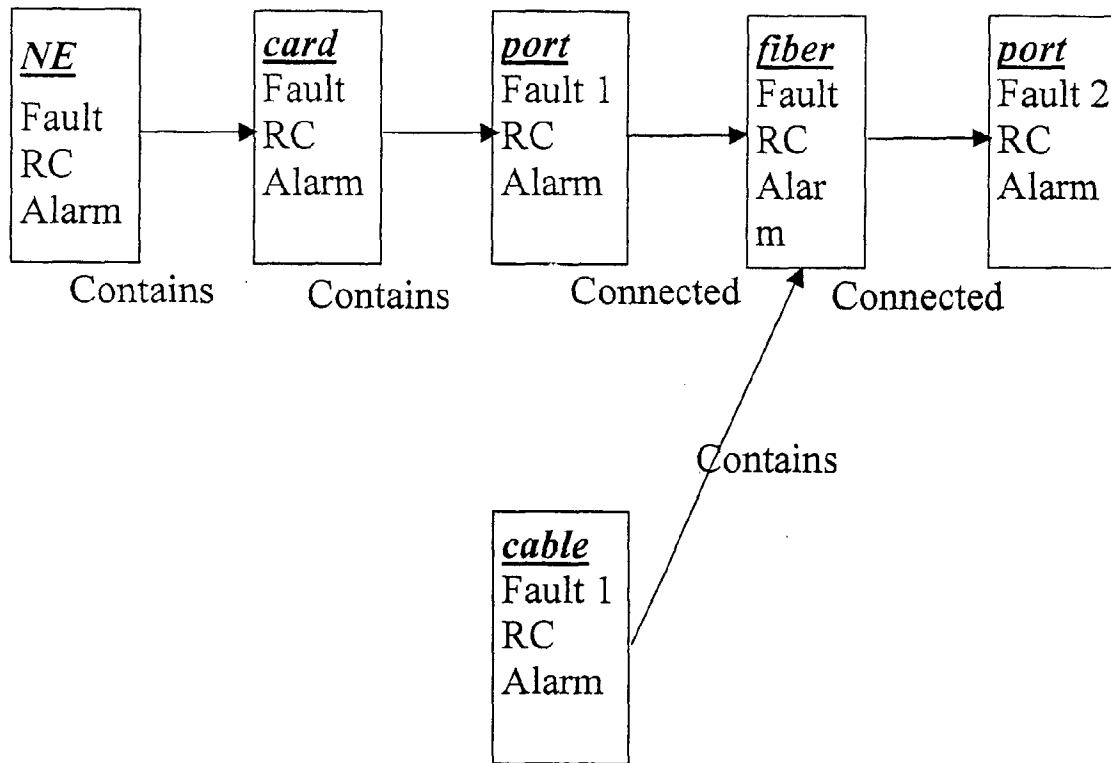 NE
Fault
RC
Alarm
card
Fault
RC
Alarm
port
Fault 1
RC
Alarm
fiber
Fault
RC
Alar
m
port
Fault 2
RC
Alarm
Contains
Contains
Connected
Connected
Contains
cable
Fault 1
RC
Alarm